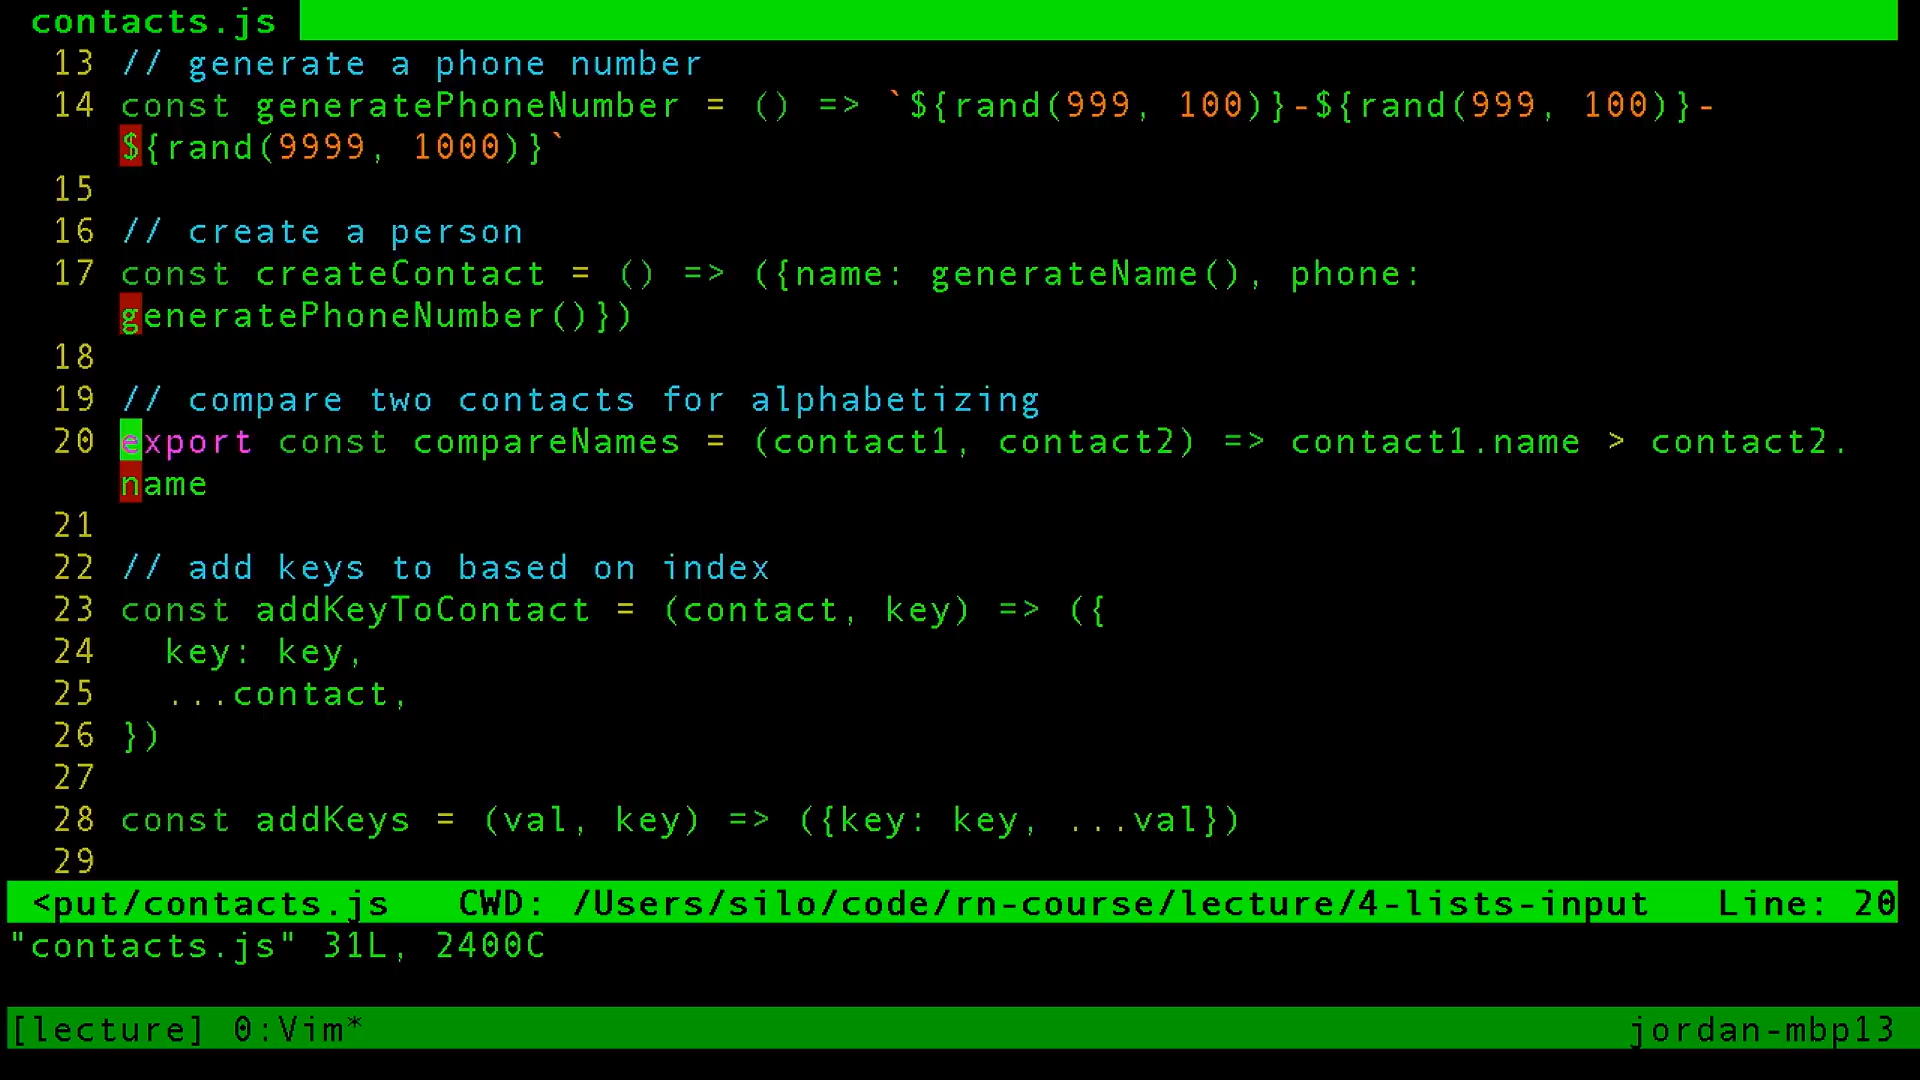 contacts.js
13 // generate a phone number
14 const generatePhoneNumber = () => `${rand(999, 100)}-${rand(999, 100)}-
${rand(9999, 1000)}`
15
16 // create a person
17 const createContact = () => ({name: generateName(), phone:
generatePhoneNumber()})
18
19 // compare two contacts for alphabetizing
20 export const compareNames = (contact1, contact2) => contact1.name > contact2.
name
21
22 // add keys to based on index
23 const addKeyToContact = (contact, key) => ({
24   key: key,
25   ...contact,
26 })
27
28 const addKeys = (val, key) => ({key: key, ...val})
29
<put/contacts.js   CWD: /Users/silo/code/rn-course/lecture/4-lists-input   Line: 20
"contacts.js" 31L, 2400C
[lecture] 0:Vim* jordan-mbp13